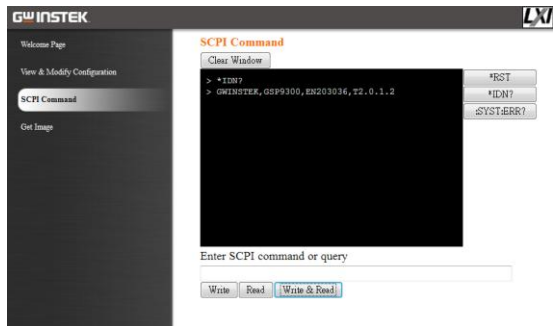 GWINSTEK
LXI
Welcome Page
View & Modify Configuration
SCPI Command
Get Image
SCPI Command
Clear Window
> *IDN?
> GWINSTEK,GSP9300,EN203036,T2.0.1.2
*RST
*IDN?
:SYST:ERR?
Enter SCPI command or query
Write Read Write & Read